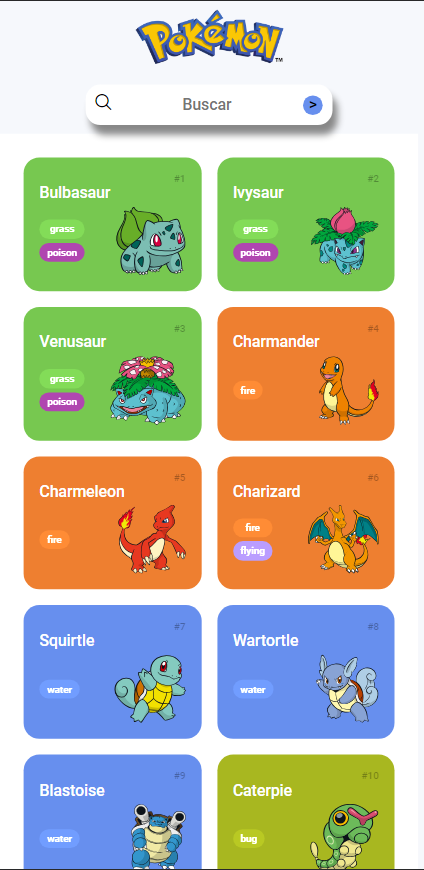 POKéMON
TM
Buscar
>
#1
Bulbasaur
grass
poison
#2
Ivysaur
grass
poison
#3
Venusaur
grass
poison
#4
Charmander
fire
#5
Charmeleon
fire
#6
Charizard
fire
flying
#7
Squirtle
water
#8
Wartortle
water
#9
Blastoise
water
#10
Caterpie
bug